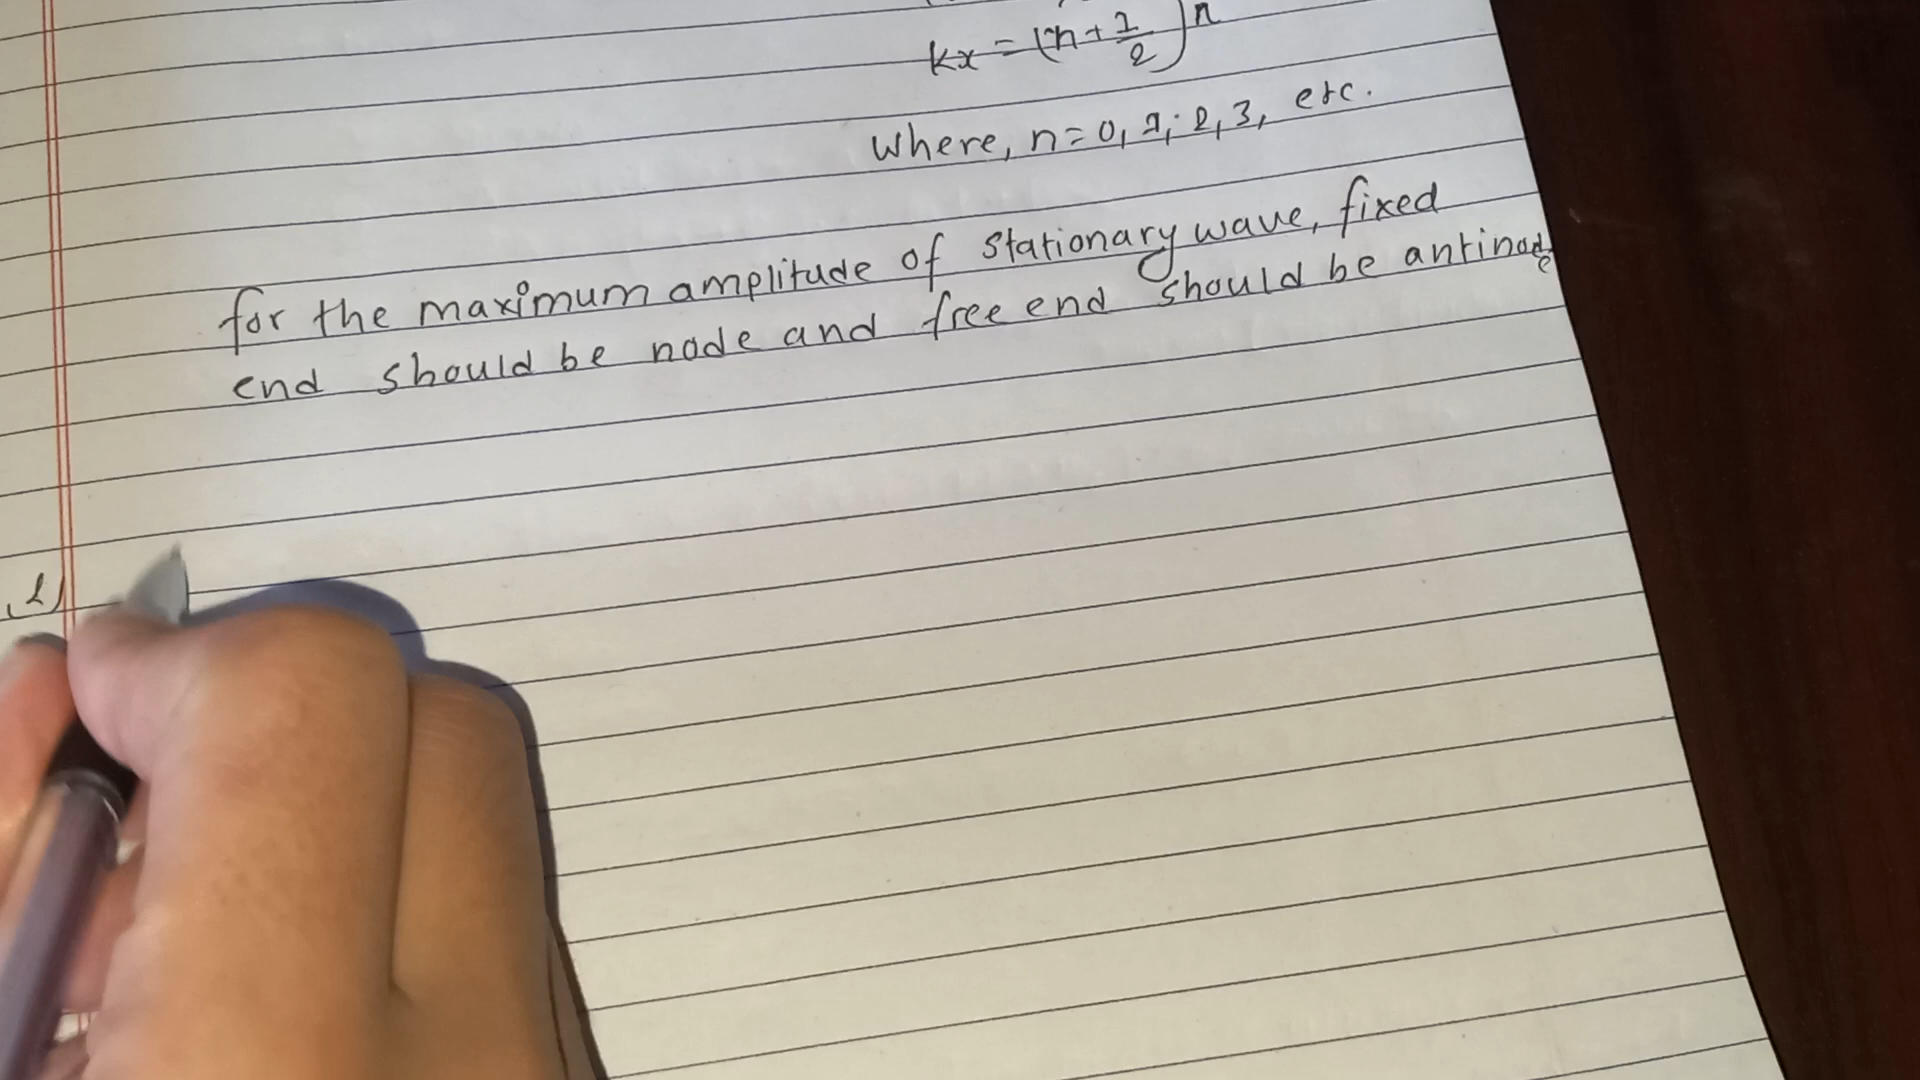 kx = (n + 1/2) π
Where, n = 0, 1, 2, 3, etc.
for the maximum amplitude of stationary wave, fixed
end should be node and free end should be antinode